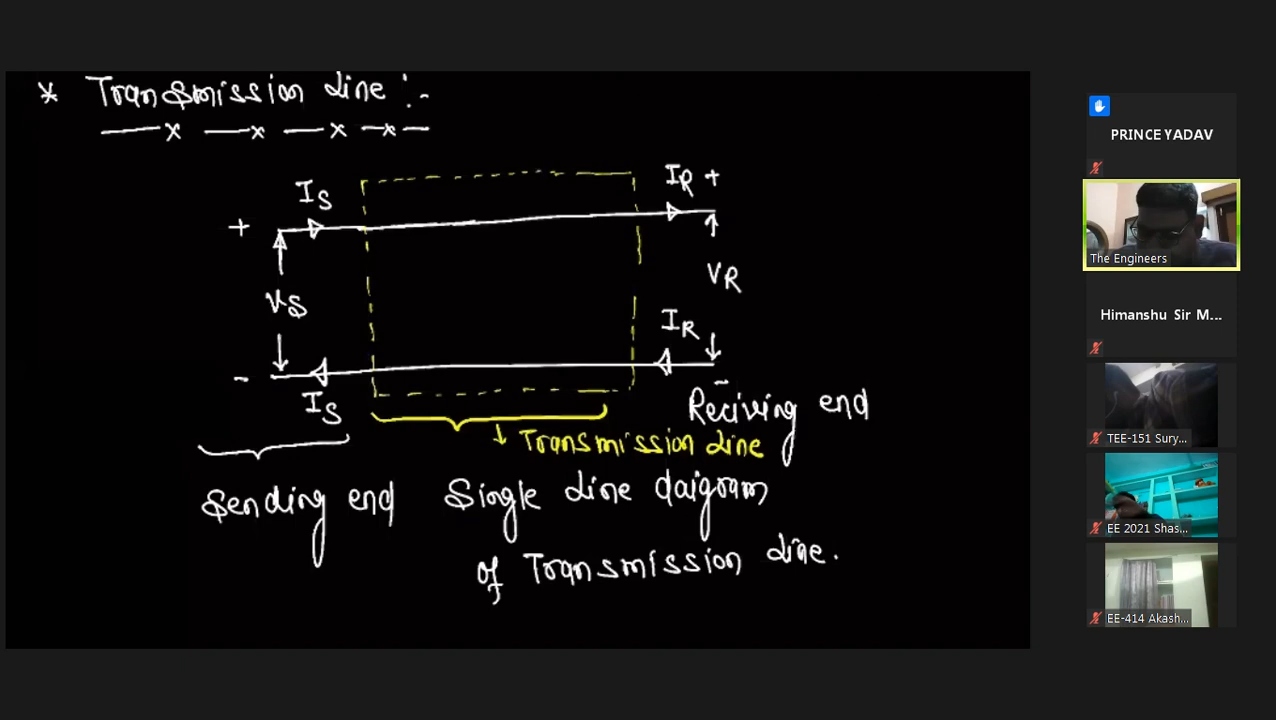 * Transmission line :-
IS
IR +
+
VS
VR
IR
-
IS
-
Reciving end
↓ Transmission line
Sending end
Single line daigram
of Transmission line.
PRINCE YADAV
The Engineers
Himanshu Sir M...
TEE-151 Sury...
EE 2021 Shas...
EE-414 Akash...